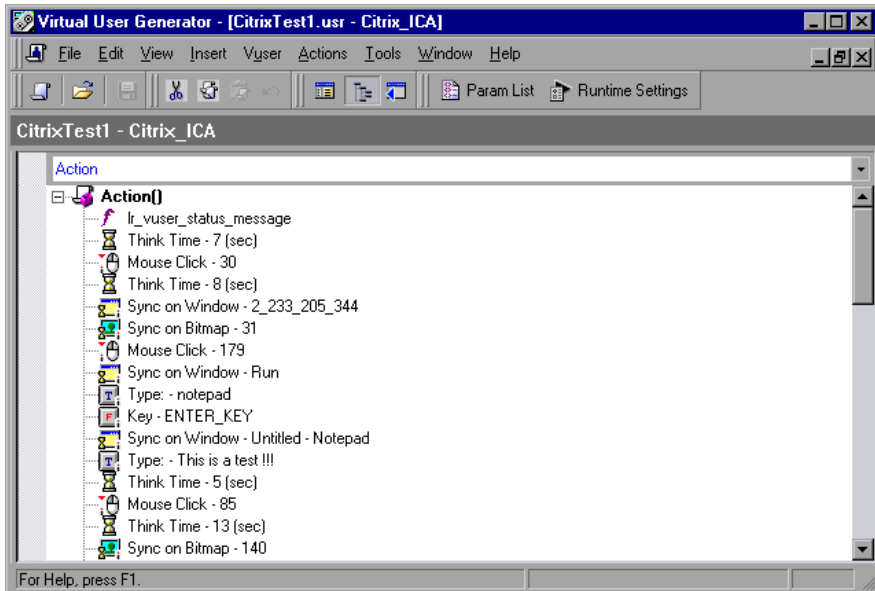 Virtual User Generator - [CitrixTest1.usr - Citrix_ICA]
File Edit View Insert Vuser Actions Tools Window Help
Param List Runtime Settings
CitrixTest1 - Citrix_ICA
Action
Action()
lr_vuser_status_message
Think Time - 7 (sec)
Mouse Click - 30
Think Time - 8 (sec)
Sync on Window - 2_233_205_344
Sync on Bitmap - 31
Mouse Click - 179
Sync on Window - Run
Type: - notepad
Key - ENTER_KEY
Sync on Window - Untitled - Notepad
Type: - This is a test !!!
Think Time - 5 (sec)
Mouse Click - 85
Think Time - 13 (sec)
Sync on Bitmap - 140
For Help, press F1.